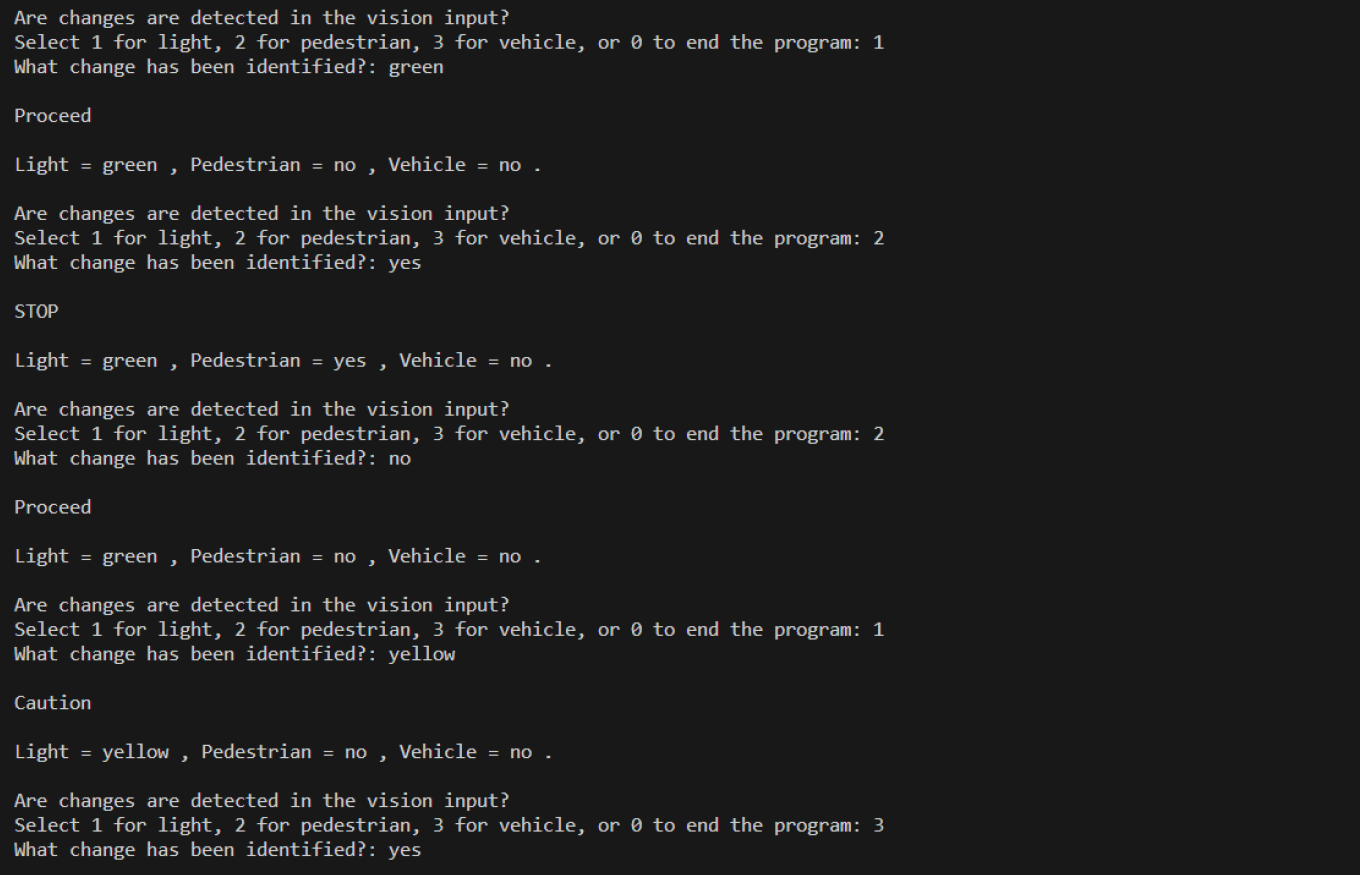 Are changes are detected in the vision input?
Select 1 for light, 2 for pedestrian, 3 for vehicle, or 0 to end the program: 1
What change has been identified?: green
Proceed
Light = green , Pedestrian = no , Vehicle = no .
Are changes are detected in the vision input?
Select 1 for light, 2 for pedestrian, 3 for vehicle, or 0 to end the program: 2
What change has been identified?: yes
STOP
Light = green , Pedestrian = yes , Vehicle = no .
Are changes are detected in the vision input?
Select 1 for light, 2 for pedestrian, 3 for vehicle, or 0 to end the program: 2
What change has been identified?: no
Proceed
Light = green , Pedestrian = no , Vehicle = no .
Are changes are detected in the vision input?
Select 1 for light, 2 for pedestrian, 3 for vehicle, or 0 to end the program: 1
What change has been identified?: yellow
Caution
Light = yellow , Pedestrian = no , Vehicle = no .
Are changes are detected in the vision input?
Select 1 for light, 2 for pedestrian, 3 for vehicle, or 0 to end the program: 3
What change has been identified?: yes